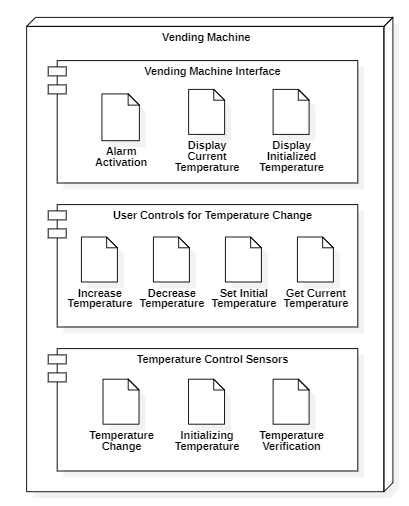 Vending Machine
Vending Machine Interface
Alarm
Activation
Display
Current
Temperature
Display
Initialized
Temperature
User Controls for Temperature Change
Increase
Temperature
Decrease
Temperature
Set Initial
Temperature
Get Current
Temperature
Temperature Control Sensors
Temperature
Change
Initializing
Temperature
Temperature
Verification